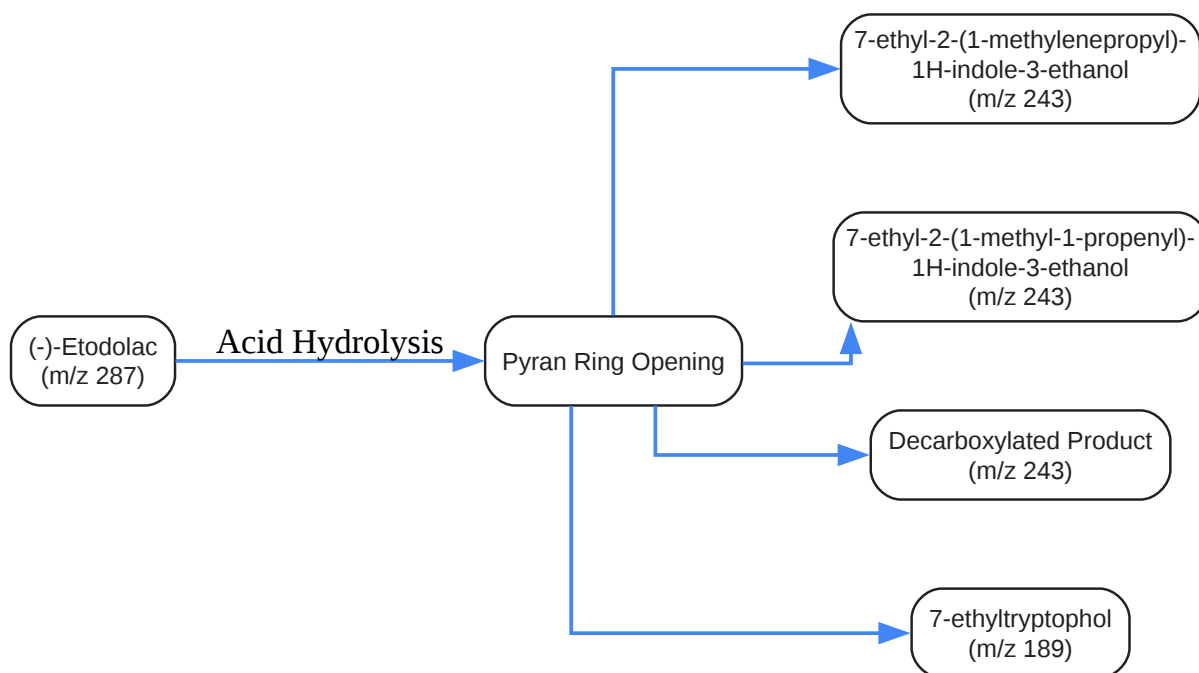 7-ethyl-2-(1-methylenepropyl)-
1H-indole-3-ethanol
(m/z 243)
7-ethyl-2-(1-methyl-1-propenyl)-
1H-indole-3-ethanol
(m/z 243)
(-)-Etodolac
(m/z 287)
Acid Hydrolysis
Pyran Ring Opening
Decarboxylated Product
(m/z 243)
7-ethyltryptophol
(m/z 189)